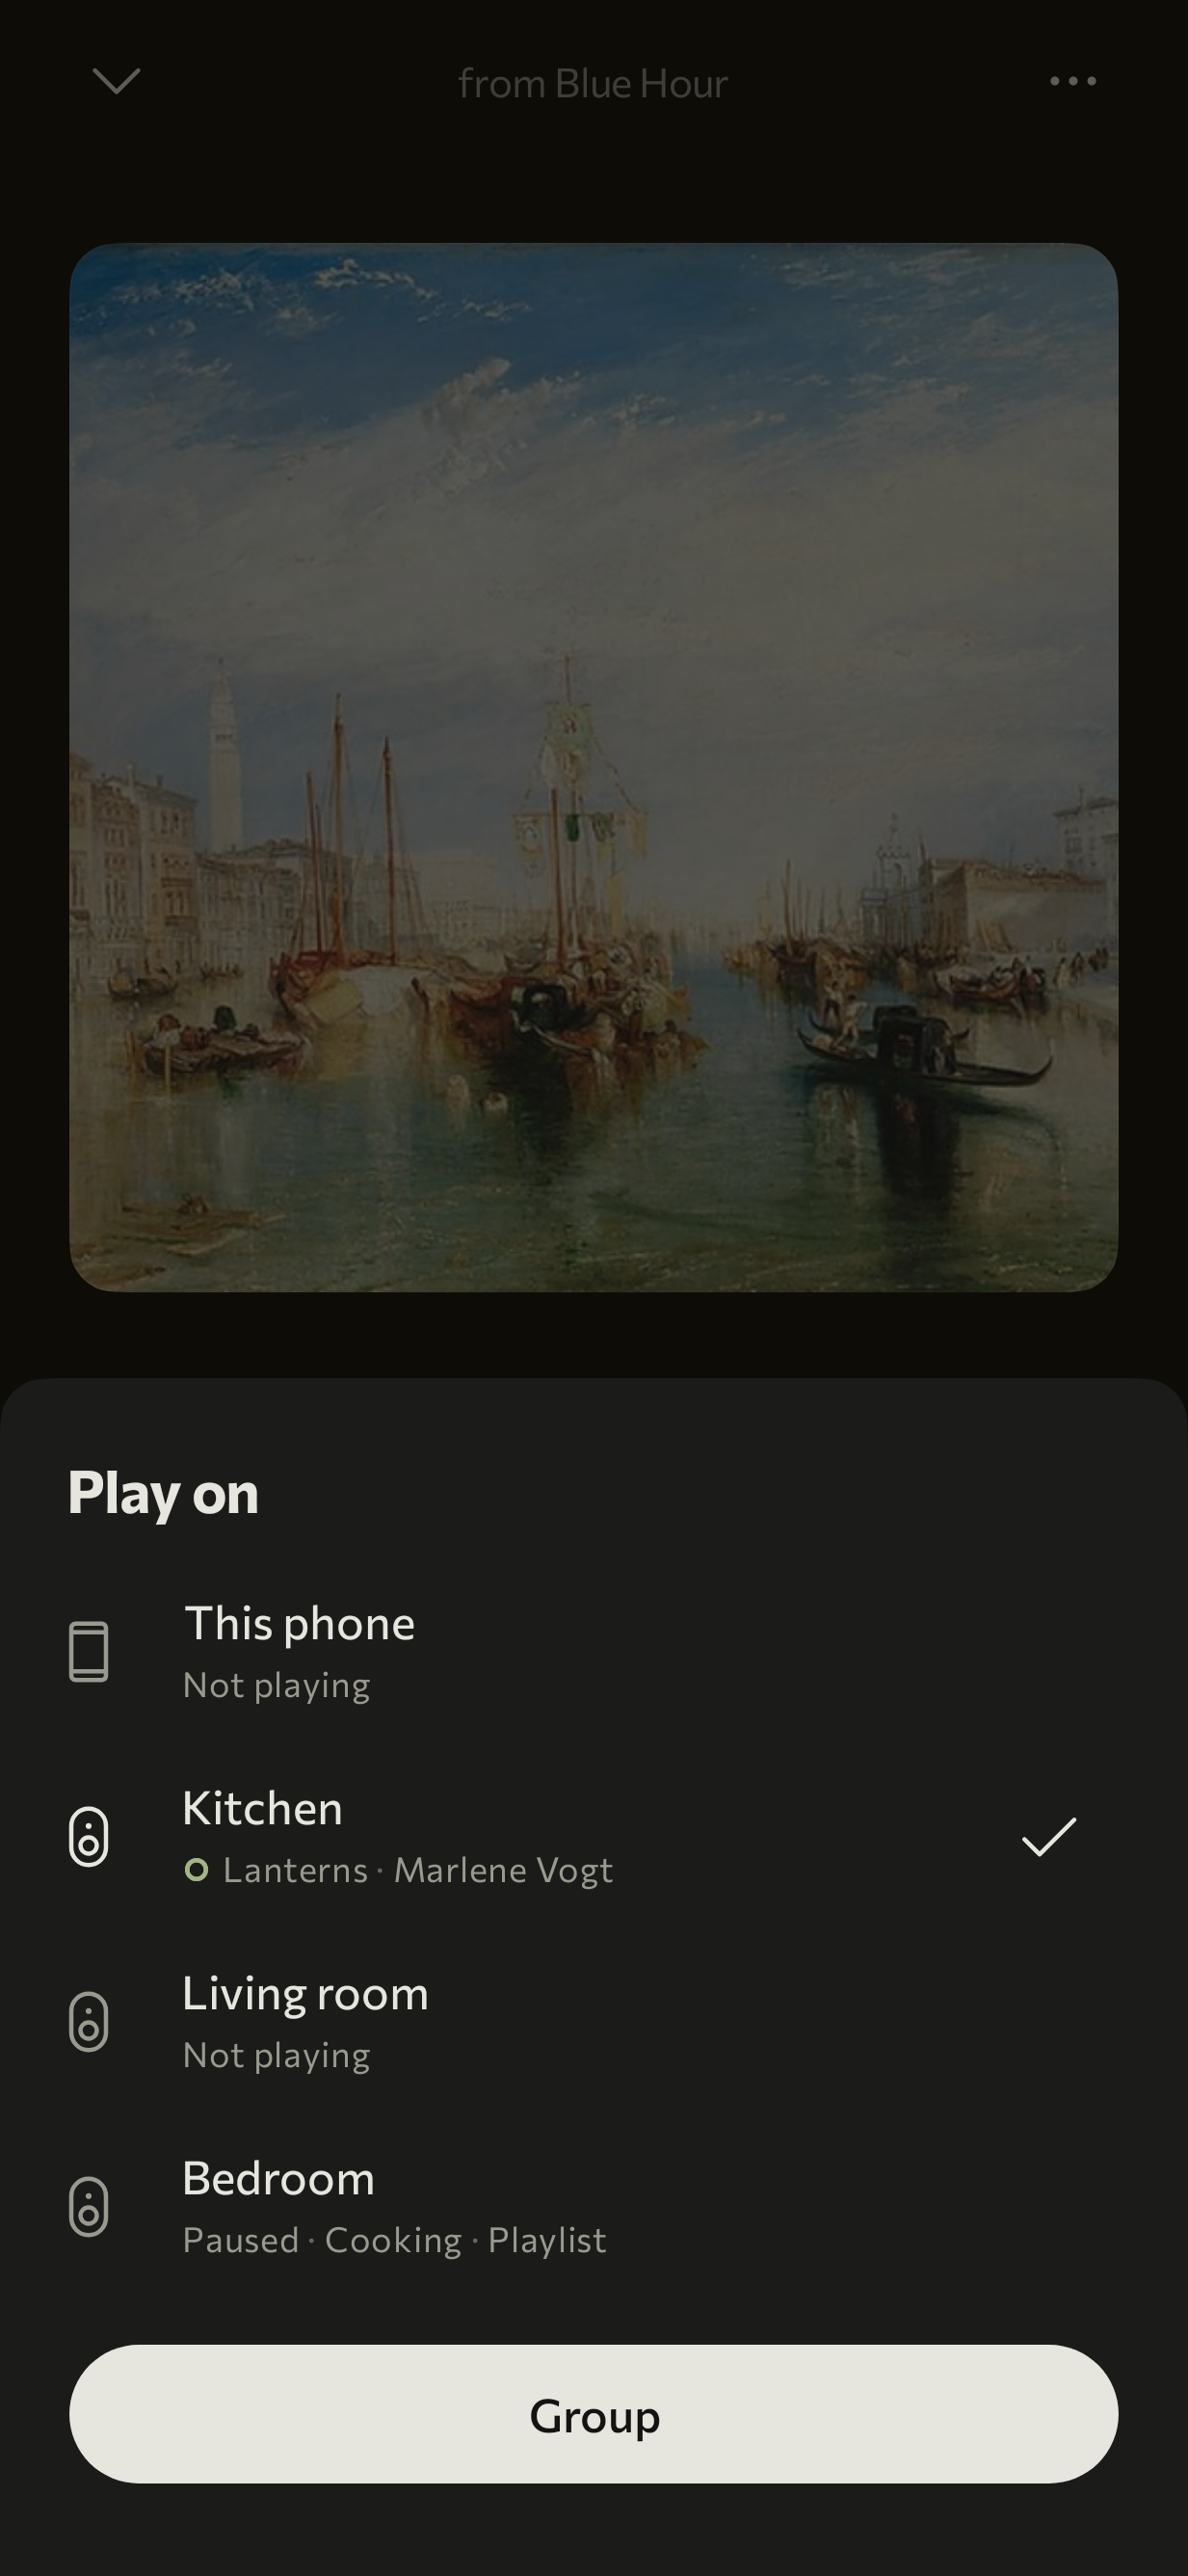 from Blue Hour
Play on
This phone
Not playing
Kitchen
Lanterns · Marlene Vogt
Living room
Not playing
Bedroom
Paused · Cooking · Playlist
Group